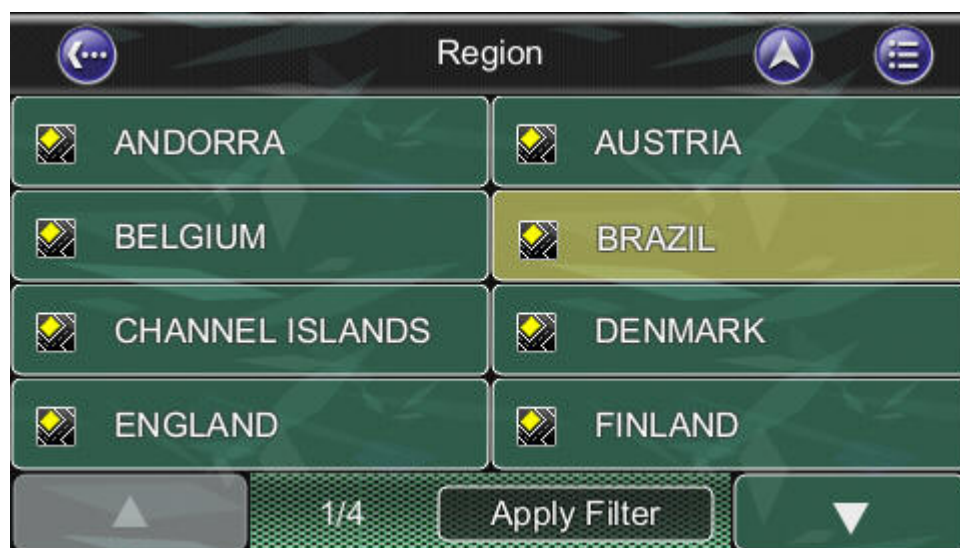 Region
ANDORRA
AUSTRIA
BELGIUM
BRAZIL
CHANNEL ISLANDS
DENMARK
ENGLAND
FINLAND
1/4
Apply Filter